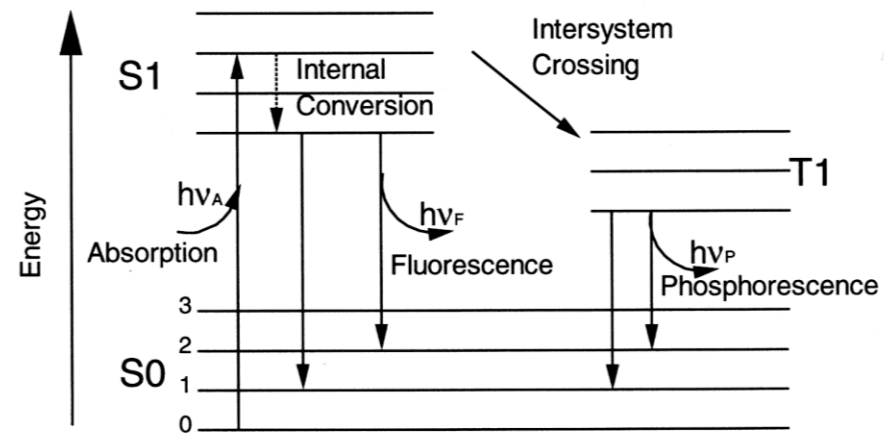 Energy
S1
Internal
Conversion
Intersystem
Crossing
T1
hνA
Absorption
hνF
Fluorescence
hνP
Phosphorescence
3
2
S0
1
0